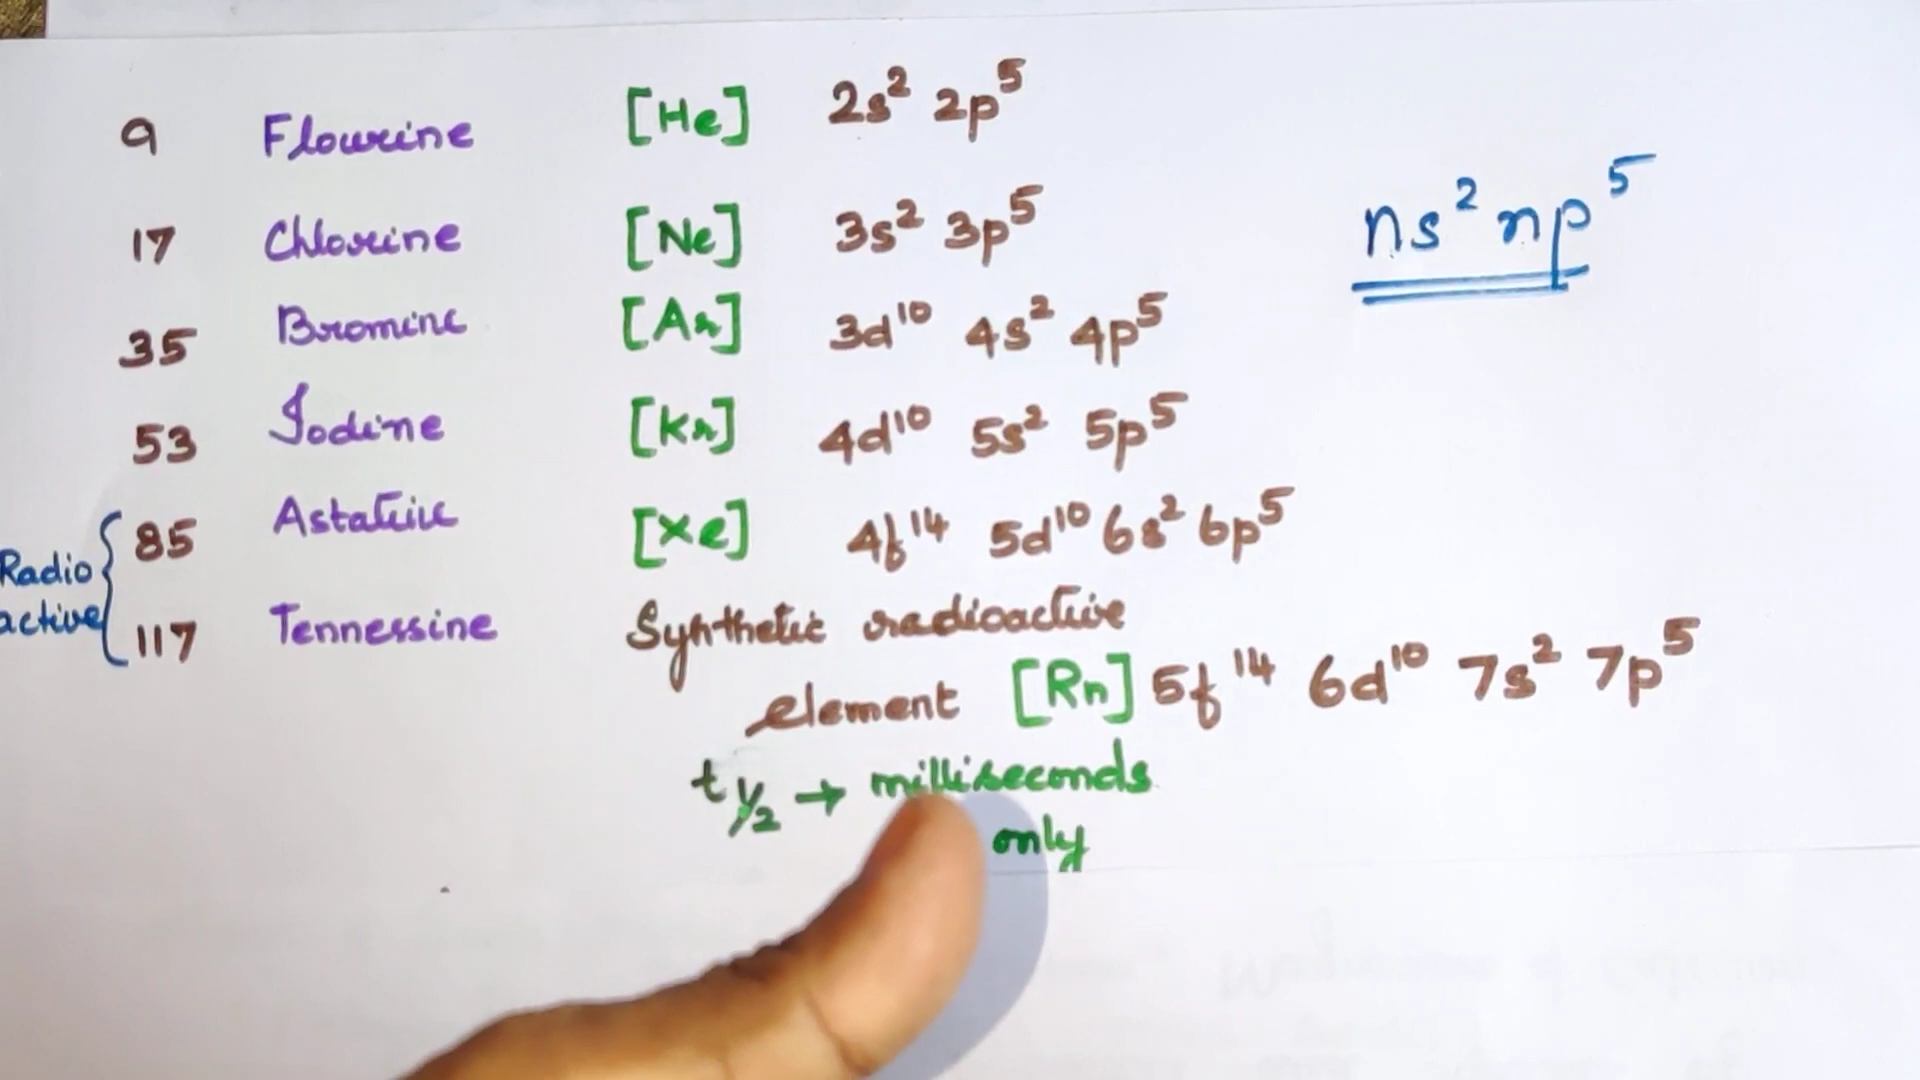 9 Flourine [He] 2s² 2p⁵
17 Chlorine [Ne] 3s² 3p⁵
ns² np⁵
35 Bromine [Ar] 3d¹⁰ 4s² 4p⁵
53 Iodine [Kr] 4d¹⁰ 5s² 5p⁵
85 Astatine [Xe] 4f¹⁴ 5d¹⁰ 6s² 6p⁵
Radio
active
117 Tennessine Synthetic radioactive
element [Rn] 5f¹⁴ 6d¹⁰ 7s² 7p⁵
t½ → milliseconds
only